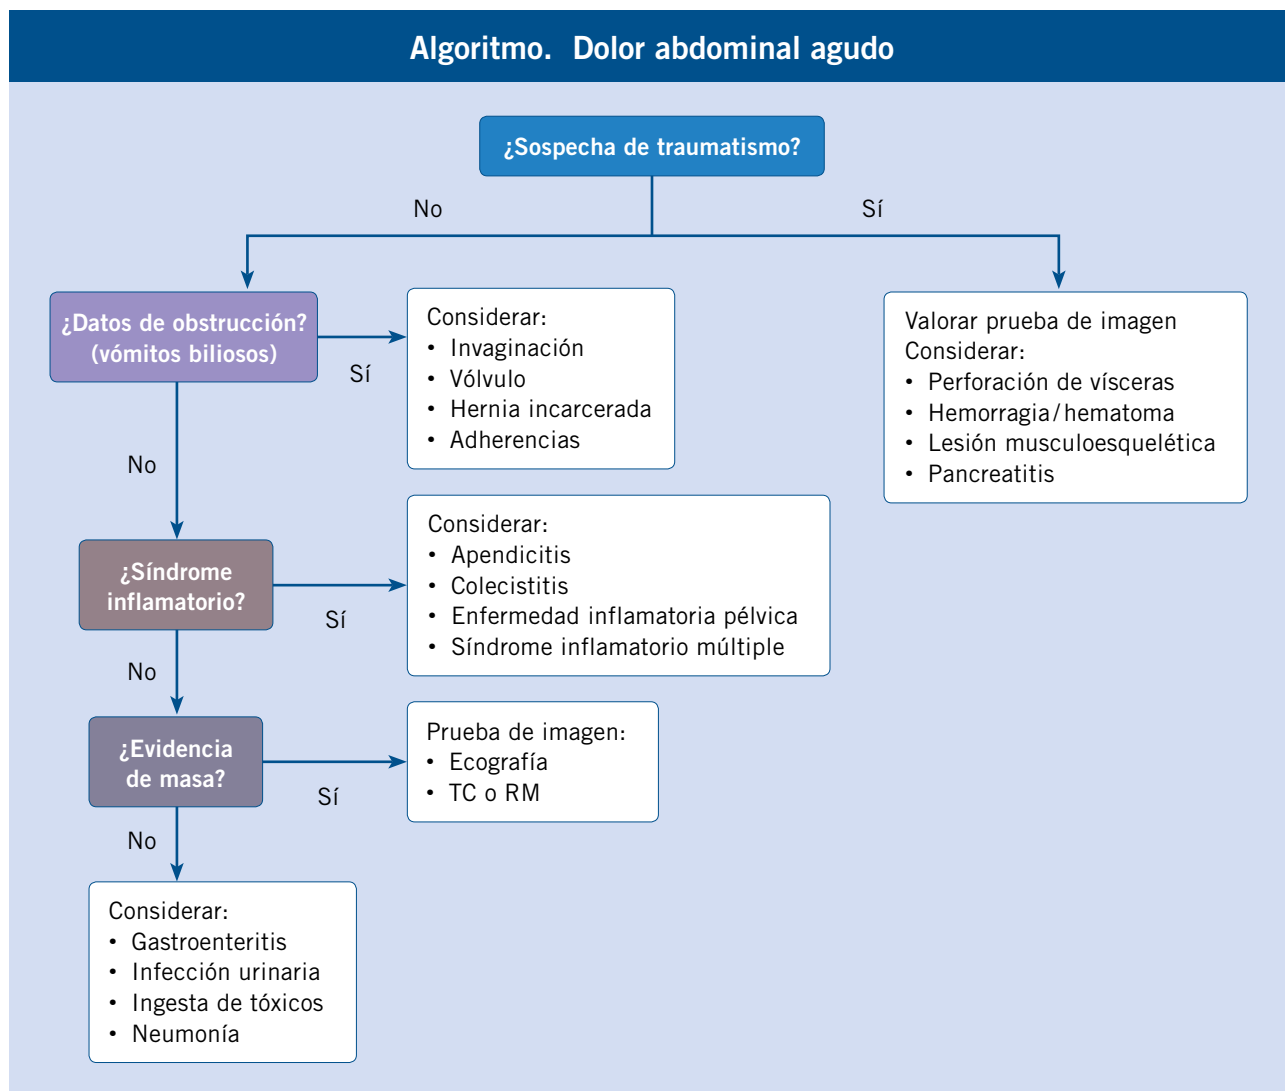 Algoritmo. Dolor abdominal agudo
¿Sospecha de traumatismo?
No
Sí
¿Datos de obstrucción?
(vómitos biliosos)
Sí
Considerar:
• Invaginación
• Vólvulo
• Hernia incarcerada
• Adherencias
Valorar prueba de imagen
Considerar:
• Perforación de vísceras
• Hemorragia/hematoma
• Lesión musculoesquelética
• Pancreatitis
No
¿Síndrome
inflamatorio?
Sí
Considerar:
• Apendicitis
• Colecistitis
• Enfermedad inflamatoria pélvica
• Síndrome inflamatorio múltiple
No
¿Evidencia
de masa?
Sí
Prueba de imagen:
• Ecografía
• TC o RM
No
Considerar:
• Gastroenteritis
• Infección urinaria
• Ingesta de tóxicos
• Neumonía